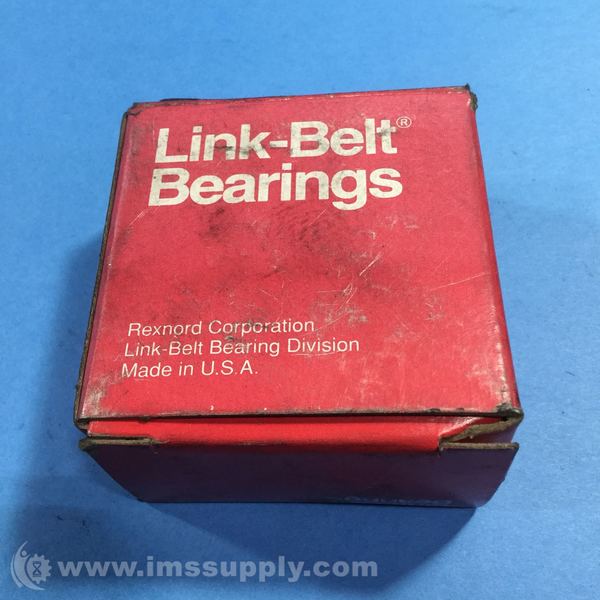 Link-Belt®
Bearings
Rexnord Corporation
Link-Belt Bearing Division
Made in U.S.A.
www.imssupply.com